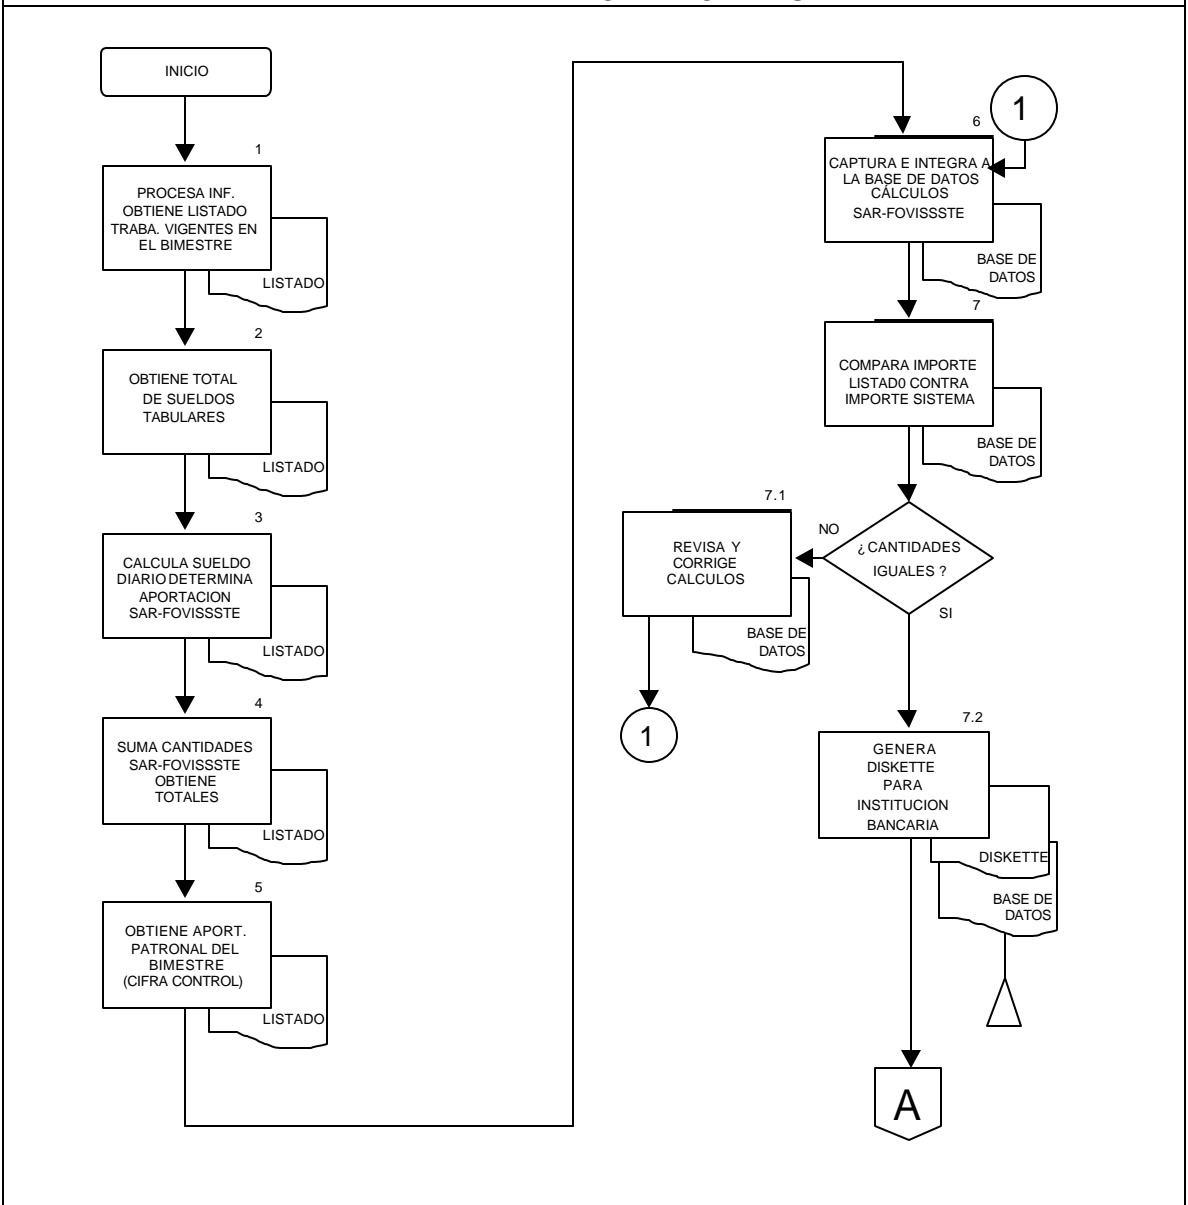 INICIO
1
PROCESA INF.
OBTIENE LISTADO
TRABA. VIGENTES EN
EL BIMESTRE
LISTADO
2
OBTIENE TOTAL
DE SUELDOS
TABULARES
LISTADO
3
CALCULA SUELDO
DIARIO DETERMINA
APORTACION
SAR-FOVISSSTE
LISTADO
4
SUMA CANTIDADES
SAR-FOVISSSTE
OBTIENE
TOTALES
LISTADO
5
OBTIENE APORT.
PATRONAL DEL
BIMESTRE
(CIFRA CONTROL)
LISTADO
1
6
CAPTURA E INTEGRA A
LA BASE DE DATOS
CÁLCULOS
SAR-FOVISSSTE
BASE DE
DATOS
7
COMPARA IMPORTE
LISTAD0 CONTRA
IMPORTE SISTEMA
BASE DE
DATOS
¿ CANTIDADES
IGUALES ?
NO
SI
7.1
REVISA Y
CORRIGE
CALCULOS
BASE DE
DATOS
1
7.2
GENERA
DISKETTE
PARA
INSTITUCION
BANCARIA
DISKETTE
BASE DE
DATOS
A